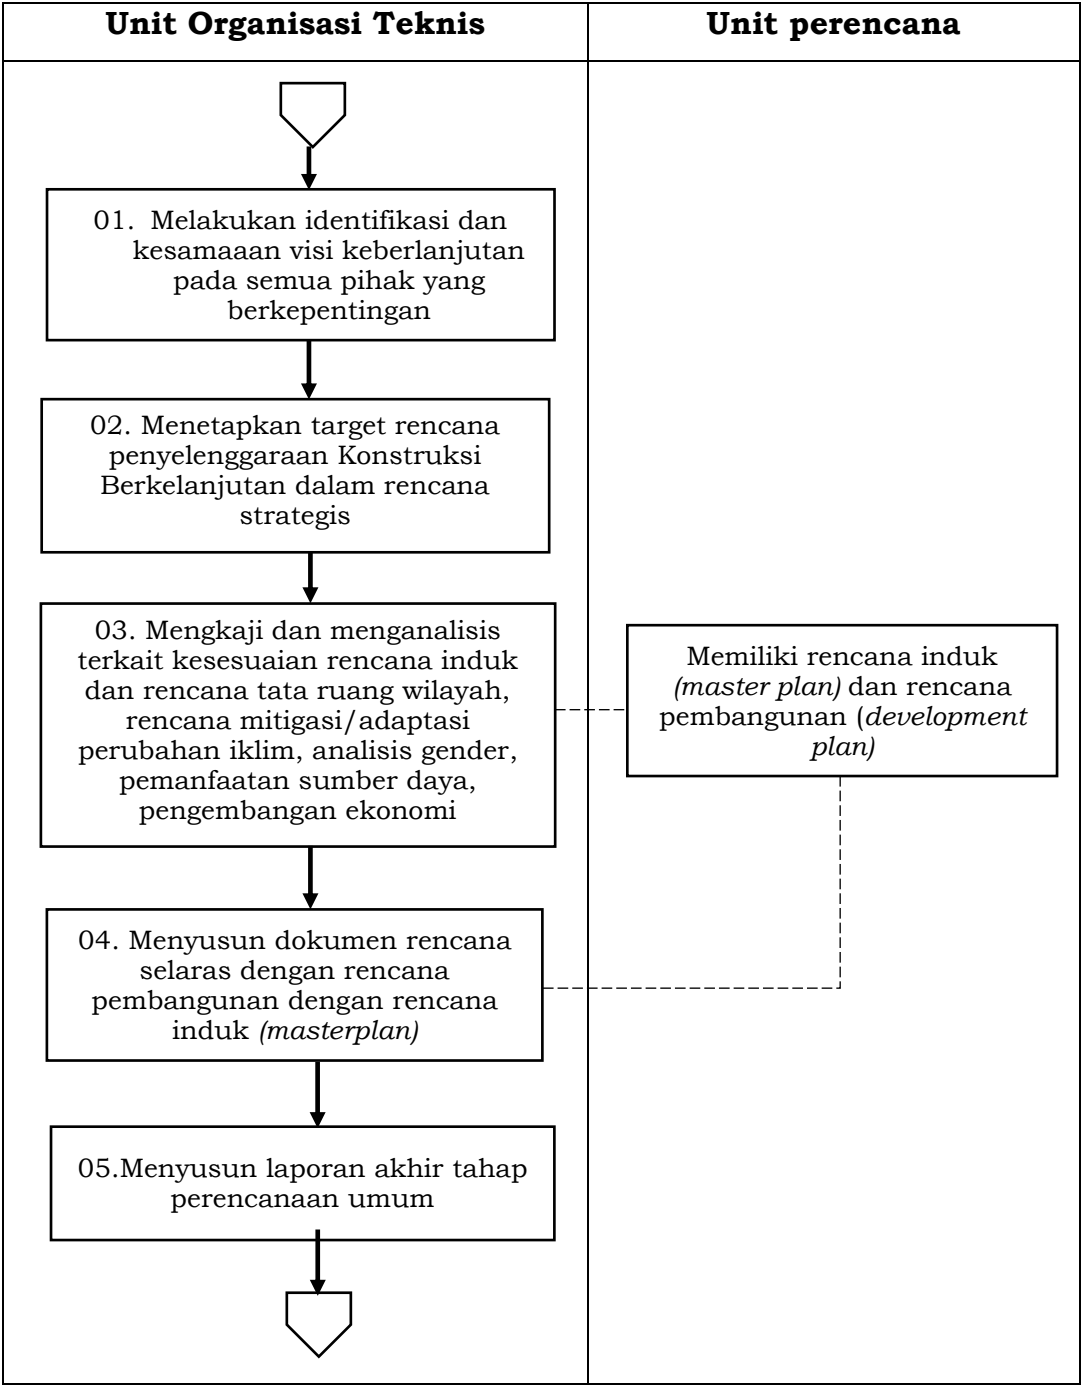 Unit Organisasi Teknis
Unit perencana
01. Melakukan identifikasi dan
kesamaaan visi keberlanjutan
pada semua pihak yang
berkepentingan
02. Menetapkan target rencana
penyelenggaraan Konstruksi
Berkelanjutan dalam rencana
strategis
03. Mengkaji dan menganalisis
terkait kesesuaian rencana induk
dan rencana tata ruang wilayah,
rencana mitigasi/adaptasi
perubahan iklim, analisis gender,
pemanfaatan sumber daya,
pengembangan ekonomi
Memiliki rencana induk
(master plan) dan rencana
pembangunan (development
plan)
04. Menyusun dokumen rencana
selaras dengan rencana
pembangunan dengan rencana
induk (masterplan)
05.Menyusun laporan akhir tahap
perencanaan umum